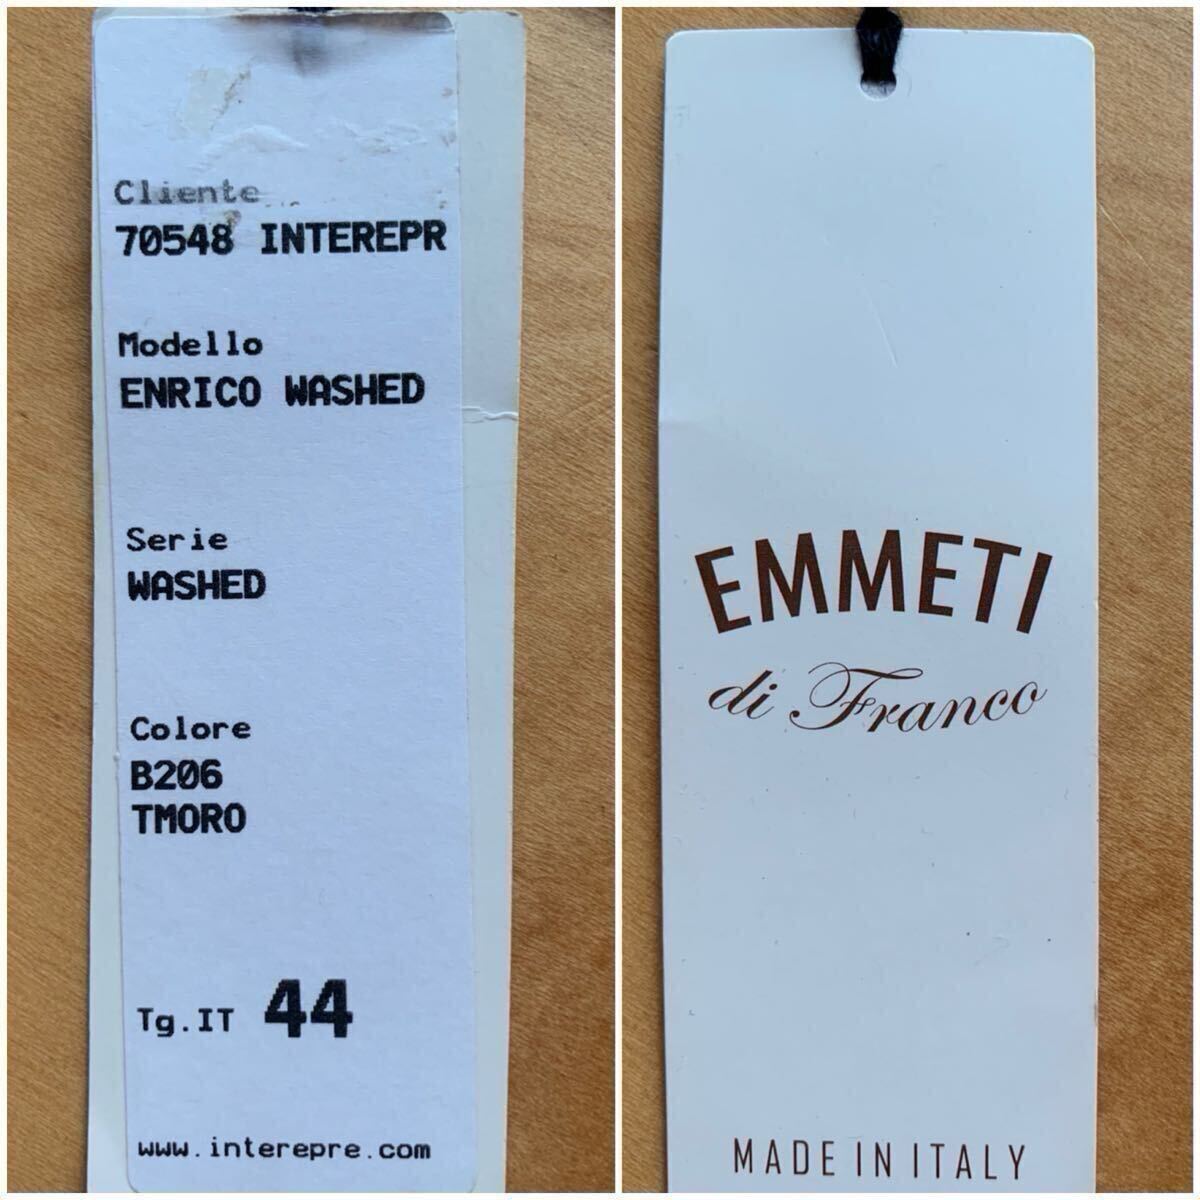 Cliente
70548 INTEREPR
Modello
ENRICO WASHED
Serie
WASHED
Colore
B206
TMORO
Tg.IT 44
www.interepre.com
EMMETI
di Franco
MADE IN ITALY